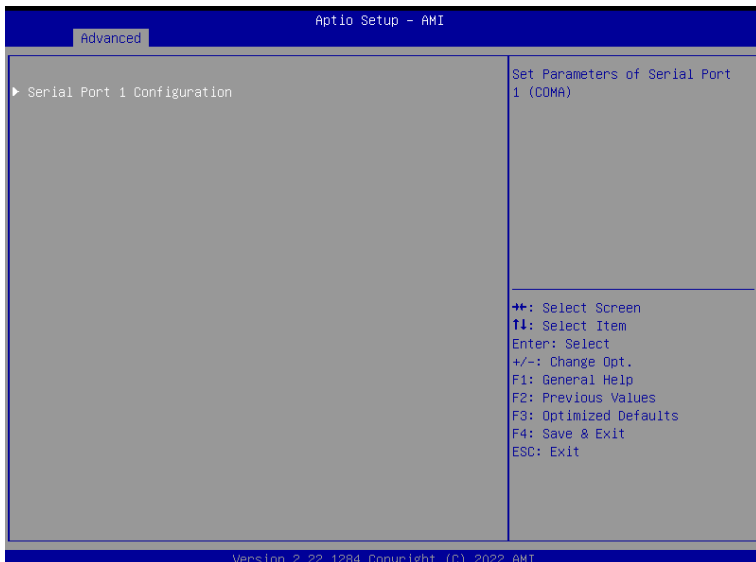 Aptio Setup – AMI
Advanced
▶ Serial Port 1 Configuration
Set Parameters of Serial Port
1 (COMA)
→←: Select Screen
↑↓: Select Item
Enter: Select
+/-: Change Opt.
F1: General Help
F2: Previous Values
F3: Optimized Defaults
F4: Save & Exit
ESC: Exit
Version 2.22.1284 Copyright (C) 2022 AMI